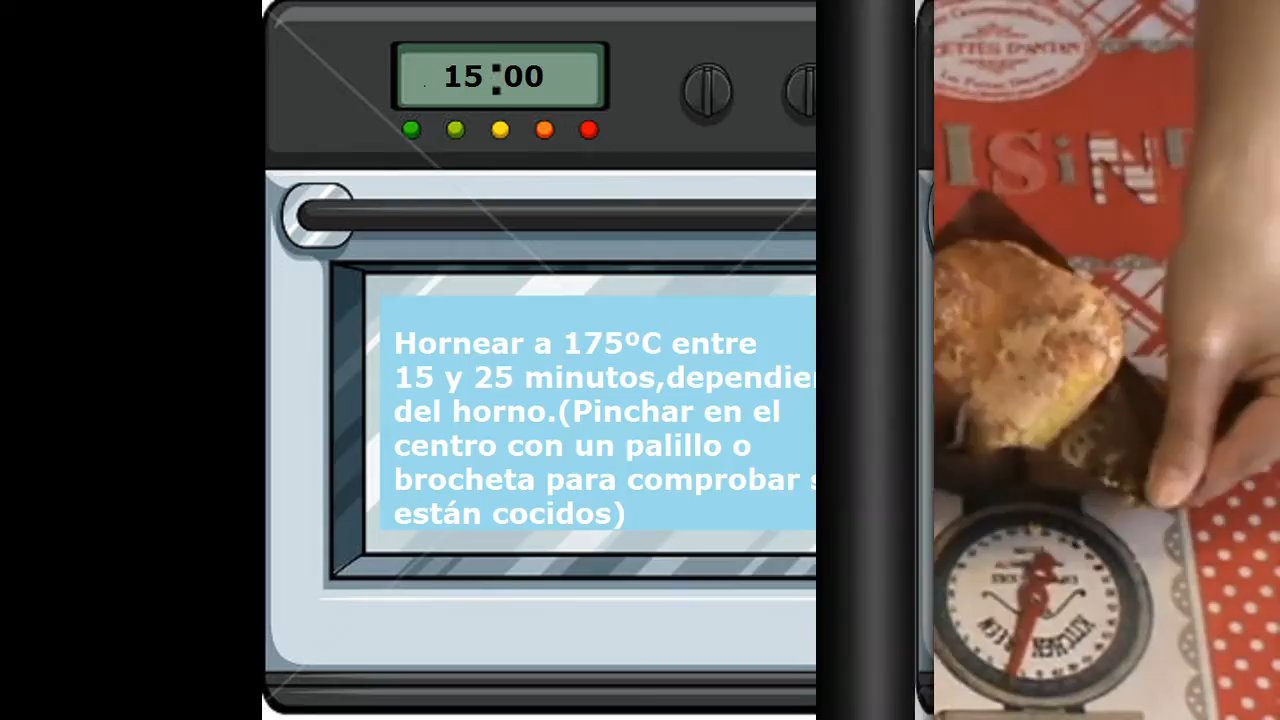 15:00
Hornear a 175ºC entre
15 y 25 minutos,dependie
del horno.(Pinchar en el
centro con un palillo o
brocheta para comprobar s
están cocidos)